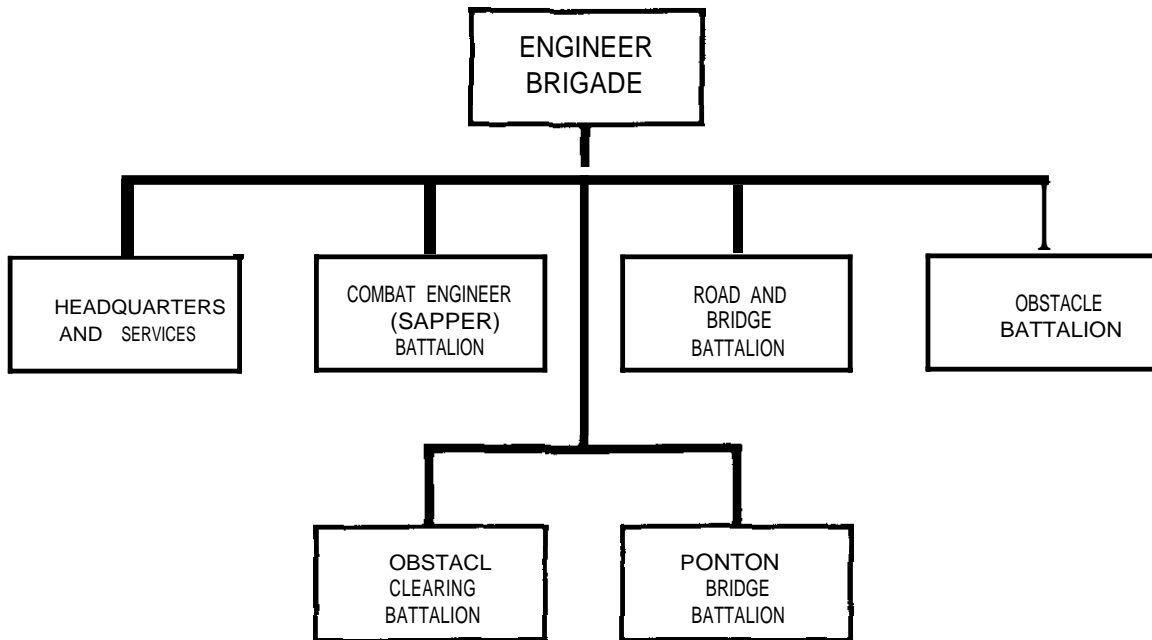 ENGINEER
BRIGADE
HEADQUARTERS
AND SERVICES
COMBAT ENGINEER
(SAPPER)
BATTALION
ROAD AND
BRIDGE
BATTALION
OBSTACLE
BATTALION
OBSTACL
CLEARING
BATTALION
PONTON
BRIDGE
BATTALION